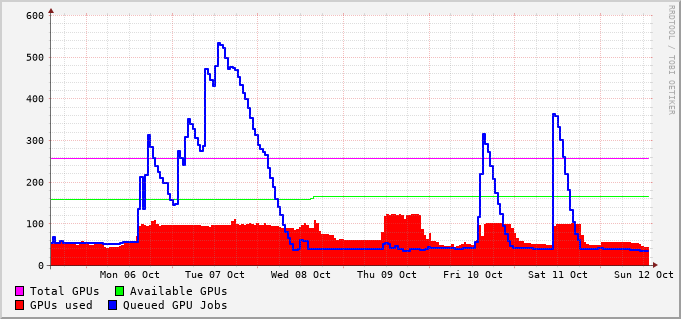 600
500
400
300
200
100
0
Mon 06 Oct Tue 07 Oct Wed 08 Oct Thu 09 Oct Fri 10 Oct Sat 11 Oct Sun 12 Oct
Total GPUs Available GPUs
GPUs used Queued GPU Jobs
RRDTOOL / TOBI OETIKER